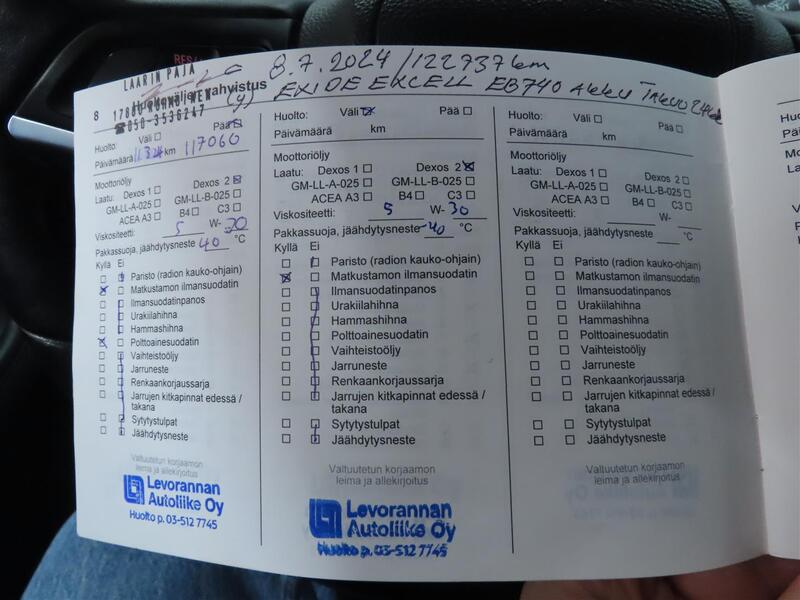 LAARIN PAJA
8.7.2024/122737km
EXIDE EXCELL EB740 AKKU TAKUU 24kk
8
050-3536247
Huolto: Väli Pää
Päivämäärä 11.3.24 km 117060
Moottoriöljy
Laatu: Dexos 1 Dexos 2
GM-LL-A-025 GM-LL-B-025
ACEA A3 B4 C3
Viskositeetti: 5 W- 30
Pakkassuoja, jäähdytysneste 40 °C
Kyllä Ei
Paristo (radion kauko-ohjain)
Matkustamon ilmansuodatin
Ilmansuodatinpanos
Urakiilahihna
Hammashihna
Polttoainesuodatin
Vaihteistoöljy
Jarruneste
Renkaankorjaussarja
Jarrujen kitkapinnat edessä /
takana
Sytytystulpat
Jäähdytysneste
Valtuutetun korjaamon
leima ja allekirjoitus
Levorannan
Autoliike Oy
Huolto p. 03-512 7745
Huolto: Väli Pää
Päivämäärä km
Moottoriöljy
Laatu: Dexos 1 Dexos 2
GM-LL-A-025 GM-LL-B-025
ACEA A3 B4 C3
Viskositeetti: 5 W- 30
Pakkassuoja, jäähdytysneste -40 °C
Kyllä Ei
Paristo (radion kauko-ohjain)
Matkustamon ilmansuodatin
Ilmansuodatinpanos
Urakiilahihna
Hammashihna
Polttoainesuodatin
Vaihteistoöljy
Jarruneste
Renkaankorjaussarja
Jarrujen kitkapinnat edessä /
takana
Sytytystulpat
Jäähdytysneste
Valtuutetun korjaamon
leima ja allekirjoitus
Levorannan
Autoliike Oy
Huolto p. 03-512 7745
Huolto: Väli Pää
Päivämäärä km
Moottoriöljy
Laatu: Dexos 1 Dexos 2
GM-LL-A-025 GM-LL-B-025
ACEA A3 B4 C3
Viskositeetti: W-
Pakkassuoja, jäähdytysneste °C
Kyllä Ei
Paristo (radion kauko-ohjain)
Matkustamon ilmansuodatin
Ilmansuodatinpanos
Urakiilahihna
Hammashihna
Polttoainesuodatin
Vaihteistoöljy
Jarruneste
Renkaankorjaussarja
Jarrujen kitkapinnat edessä /
takana
Sytytystulpat
Jäähdytysneste
Valtuutetun korjaamon
leima ja allekirjoitus